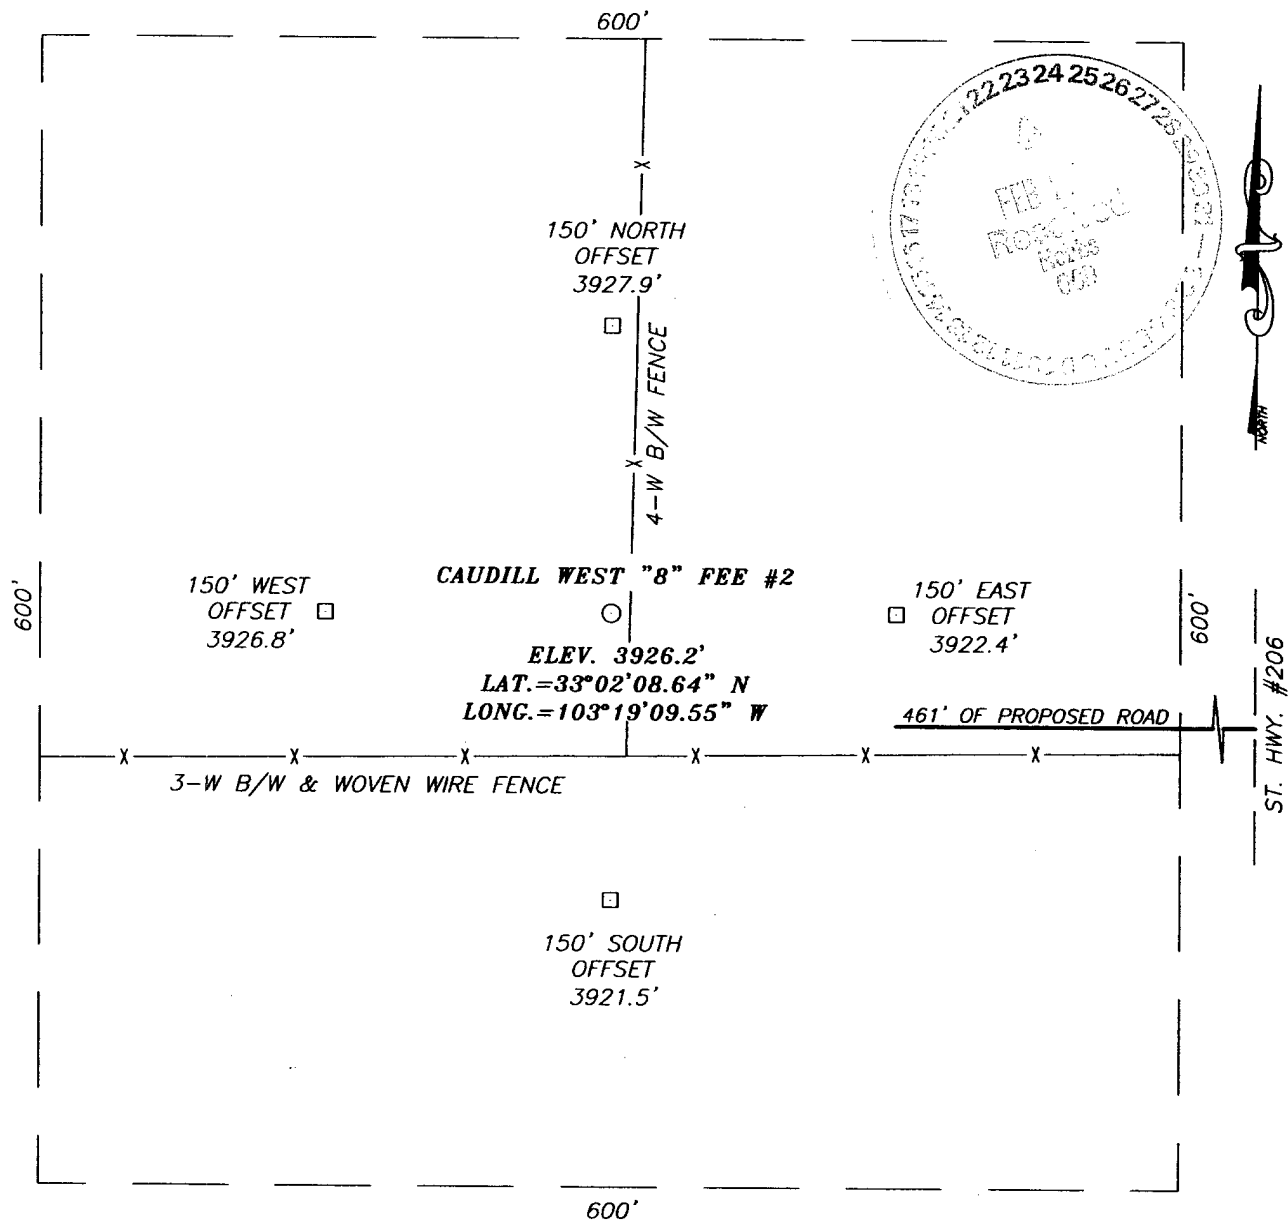 600'
222324252627
FEB
150' NORTH
OFFSET
3927.9'
NORTH
4-W B/W FENCE
CAUDILL WEST "8" FEE #2
150' WEST
OFFSET
3926.8'
150' EAST
OFFSET
3922.4'
600'
600'
ELEV. 3926.2'
LAT.=33°02'08.64" N
LONG.=103°19'09.55" W
461' OF PROPOSED ROAD
ST. HWY. #206
3-W B/W & WOVEN WIRE FENCE
150' SOUTH
OFFSET
3921.5'
600'